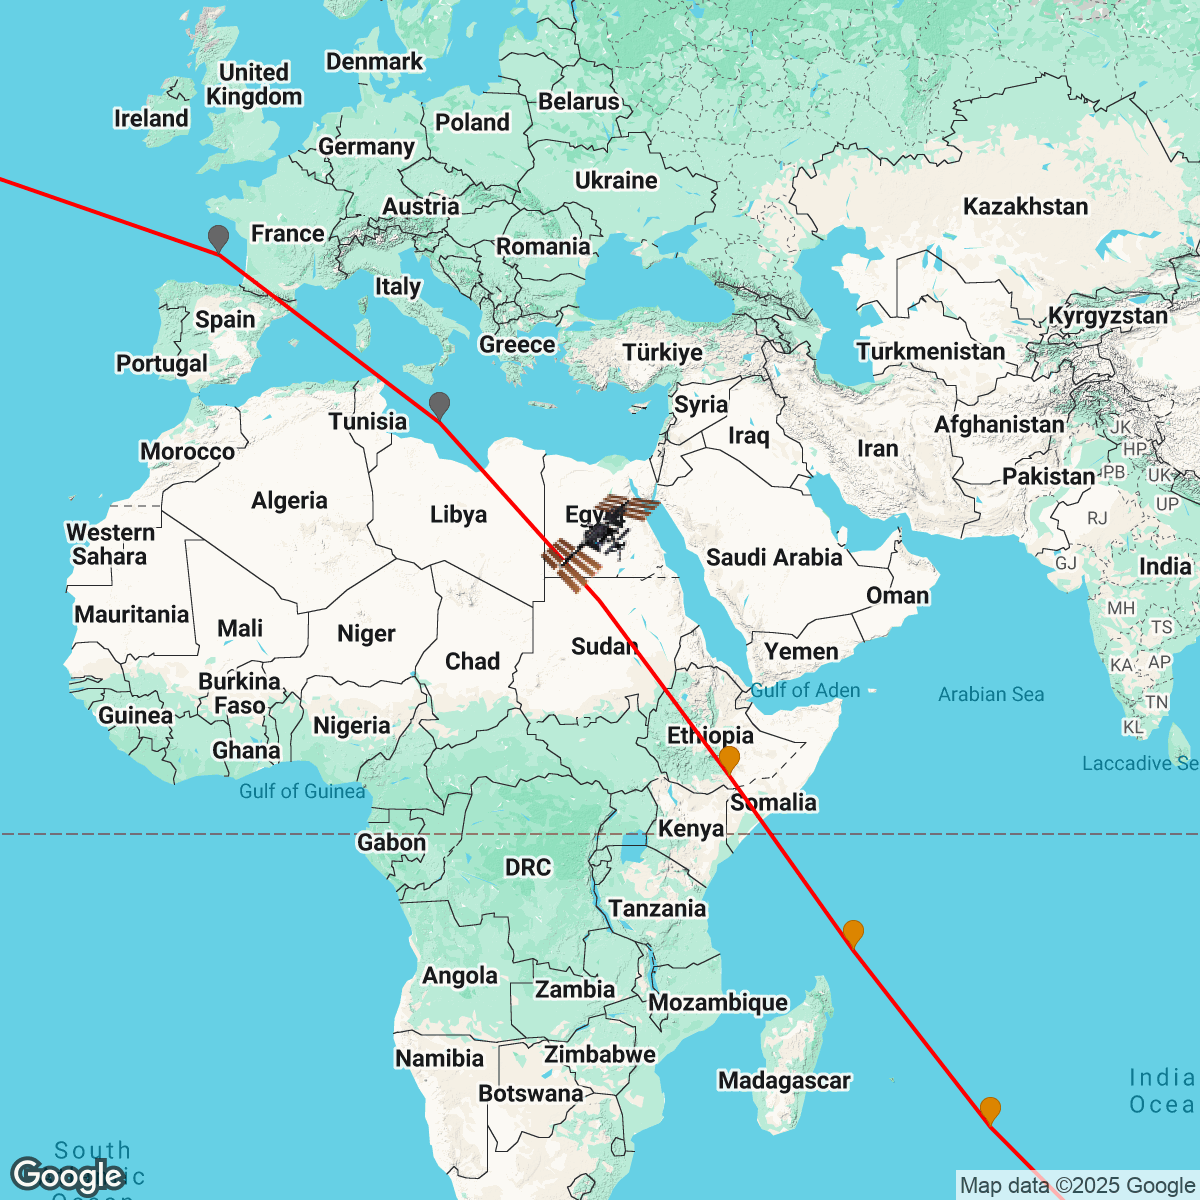 Denmark
United
Kingdom
Belarus
Ireland
Poland
Germany
Ukraine
Austria
Kazakhstan
France
Romania
Italy
Spain
Kyrgyzstan
Greece
Türkiye
Turkmenistan
Portugal
Syria
Tunisia
Afghanistan
JK
Iraq
Iran
HP
Morocco
Pakistan
PB
UK
Algeria
UP
Libya
RJ
Western
Sahara
Saudi Arabia
GJ
India
Oman
Mauritania
MH
Mali
Niger
TS
Sudan
Yemen
Chad
KA
AP
Burkina
Faso
Gulf of Aden
Arabian Sea
TN
Guinea
Nigeria
KL
Ethiopia
Ghana
Laccadive Se
Gulf of Guinea
Somalia
Kenya
Gabon
DRC
Tanzania
Angola
Zambia
Mozambique
Zimbabwe
Namibia
Madagascar
India
Ocea
Botswana
South
Google
Map data ©2025 Google